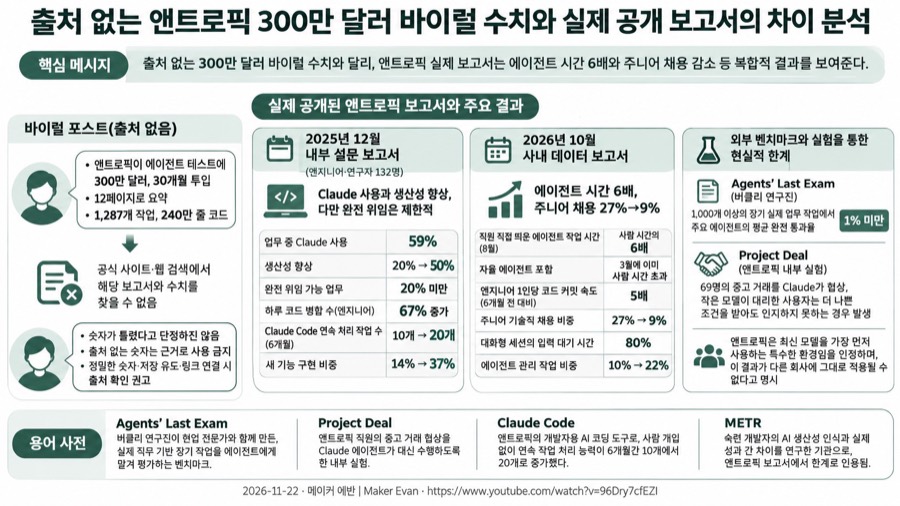 출처 없는 앤트로픽 300만 달러 바이럴 수치와 실제 공개 보고서의 차이 분석
핵심 메시지
출처 없는 300만 달러 바이럴 수치와 달리, 앤트로픽 실제 보고서는 에이전트 시간 6배와 주니어 채용 감소 등 복합적 결과를 보여준다.
바이럴 포스트(출처 없음)
• 앤트로픽이 에이전트 테스트에
300만 달러, 30개월 투입
• 12페이지로 요약
• 1,287개 작업, 240만 줄 코드
공식 사이트·웹 검색에서
해당 보고서와 수치를
찾을 수 없음
• 숫자가 틀렸다고 단정하진 않음
• 출처 없는 숫자는 근거로 사용 금지
• 정밀한 숫자·저장 유도·링크 연결 시
출처 확인 권고
실제 공개된 앤트로픽 보고서와 주요 결과
2025년 12월
내부 설문 보고서
(엔지니어·연구자 132명)
Claude 사용과 생산성 향상,
다만 완전 위임은 제한적
업무 중 Claude 사용 59%
생산성 향상 20% → 50%
완전 위임 가능 업무 20% 미만
하루 코드 병합 수(엔지니어) 67% 증가
Claude Code 연속 처리 작업 수
(6개월) 10개 → 20개
새 기능 구현 비중 14% → 37%
2026년 10월
사내 데이터 보고서
에이전트 시간 6배,
주니어 채용 27%→9%
직원 직접 띄운 에이전트 작업 시간
(8월) 사람 시간의
6배
자율 에이전트 포함 3월에 이미
사람 시간 초과
앤지니어 1인당 코드 커밋 속도
(6개월 전 대비) 5배
주니어 기술직 채용 비중 27% → 9%
대화형 세션의 입력 대기 시간 80%
에이전트 관리 작업 비중 10% → 22%
외부 벤치마크와 실험을 통한
현실적 한계
Agents' Last Exam
(버클리 연구진)
1,000개 이상의 장기 실제 업무 작업에서
주요 에이전트의 평균 완전 통과율
1% 미만
Project Deal
(앤트로픽 내부 실험)
69명의 중고 거래를 Claude가 협상,
작은 모델이 대리한 사용자는 더 나쁜
조건을 받아도 인지하지 못하는 경우 발생
앤트로픽은 최신 모델을 가장 먼저
사용하는 특수한 환경임을 인정하며,
이 결과가 다른 회사에 그대로 적용될 수
없다고 명시
용어 사전
Agents' Last Exam
버클리 연구진이 현업 전문가와 함께 만든,
실제 직무 기반 장기 작업을 에이전트에게
맡겨 평가하는 벤치마크.
Project Deal
앤트로픽 직원의 중고 거래 협상을
Claude 에이전트가 대신 수행하도록
한 내부 실험.
Claude Code
앤트로픽의 개발자용 AI 코딩 도구로, 사람 개입
없이 연속 작업 처리 능력이 6개월간 10개에서
20개로 증가했다.
METR
숙련 개발자의 AI 생산성 인식과 실제
성과 간 차이를 연구한 기관으로,
앤트로픽 보고서에서 한계로 인용됨.
2026-11-22 · 메이커 에반 | Maker Evan · https://www.youtube.com/watch?v=96Dry7cfEZI